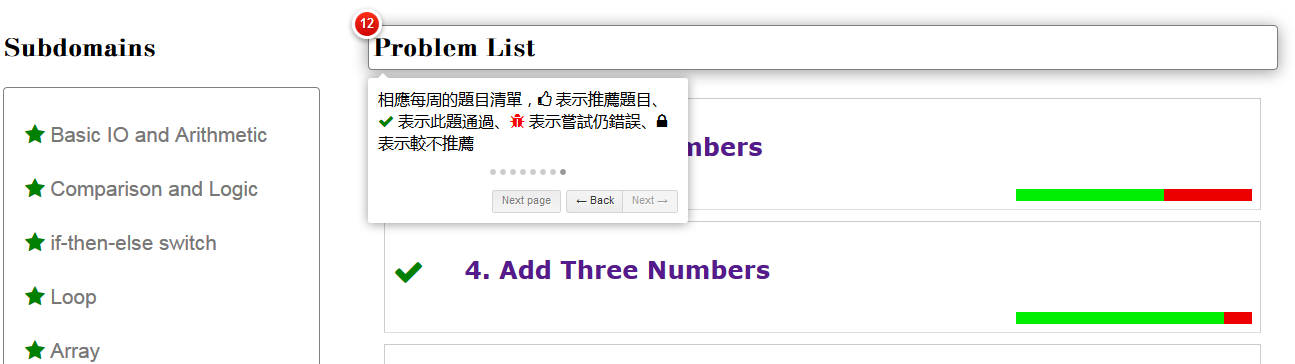 12
Subdomains
Problem List
Basic IO and Arithmetic
Comparison and Logic
if-then-else switch
Loop
Array
相應每周的題目清單, 表示推薦題目、
表示此題通過、 表示嘗試仍錯誤、
表示較不推薦
Next page
← Back
Next →
mbers
4. Add Three Numbers